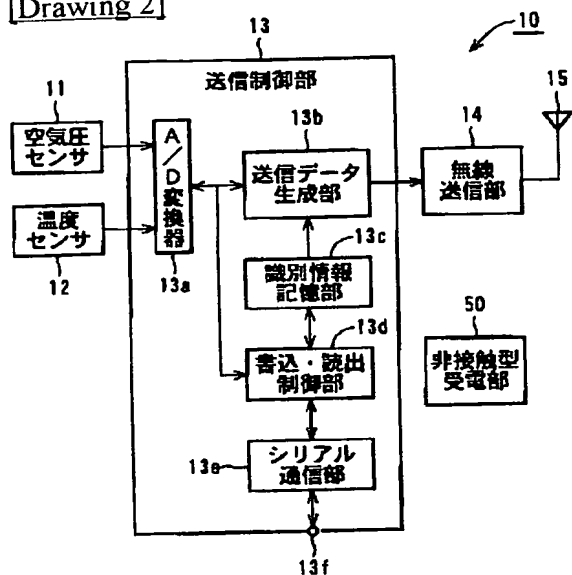 [Drawing 2]
10
13
送信制御部
11
空気圧
センサ
温度
センサ
12
A/D変換器
13a
13b
送信データ
生成部
13c
識別情報
記憶部
13d
書込・読出
制御部
13e
シリアル
通信部
13f
14
無線
送信部
15
50
非接触型
受電部